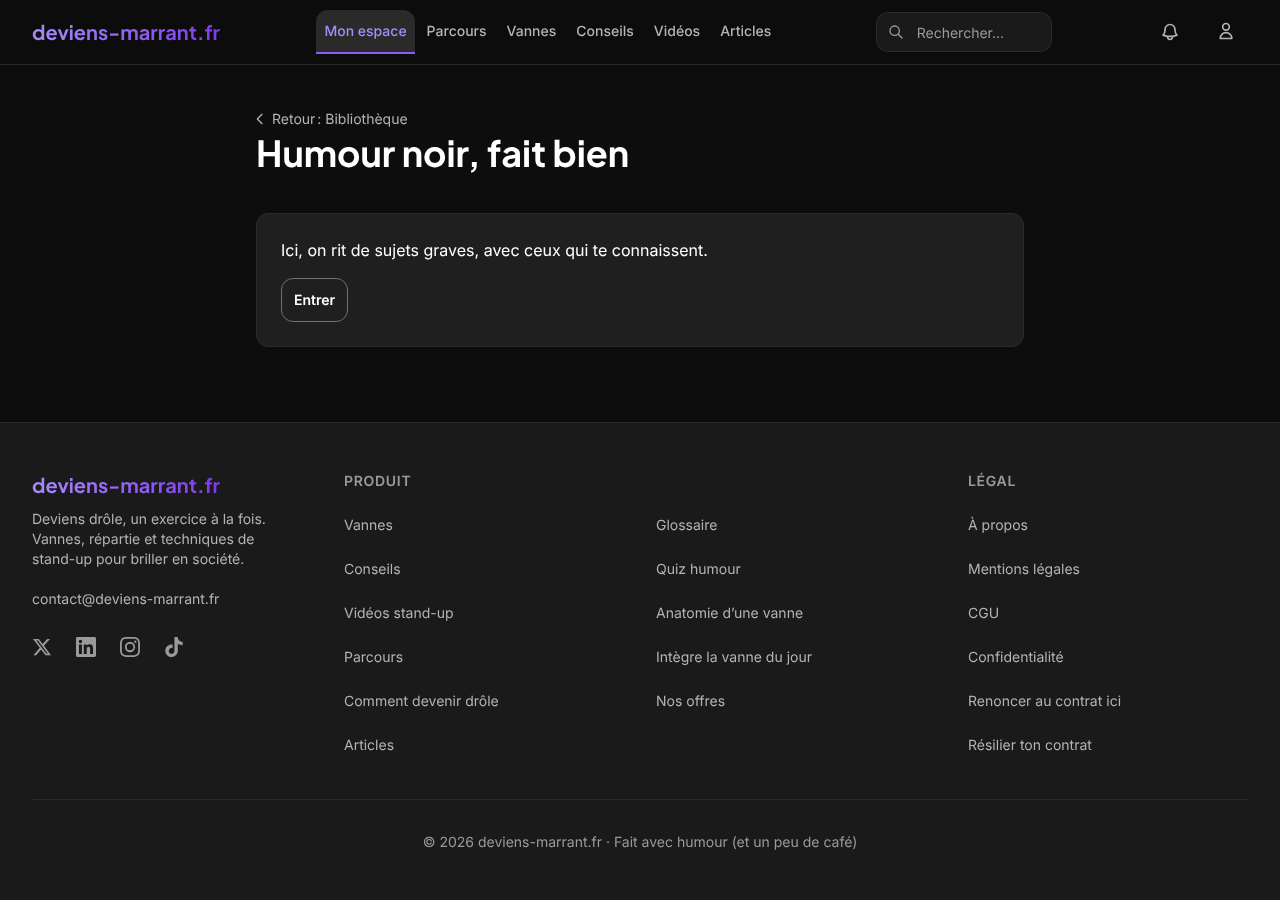 deviens-marrant.fr
Mon espace
Parcours
Vannes
Conseils
Vidéos
Articles
Rechercher...
Retour : Bibliothèque
Humour noir, fait bien
Ici, on rit de sujets graves, avec ceux qui te connaissent.
Entrer
deviens-marrant.fr
Deviens drôle, un exercice à la fois.
Vannes, répartie et techniques de
stand-up pour briller en société.
contact@deviens-marrant.fr
PRODUIT
Vannes
Conseils
Vidéos stand-up
Parcours
Comment devenir drôle
Articles
Glossaire
Quiz humour
Anatomie d’une vanne
Intègre la vanne du jour
Nos offres
LÉGAL
À propos
Mentions légales
CGU
Confidentialité
Renoncer au contrat ici
Résilier ton contrat
© 2026 deviens-marrant.fr · Fait avec humour (et un peu de café)